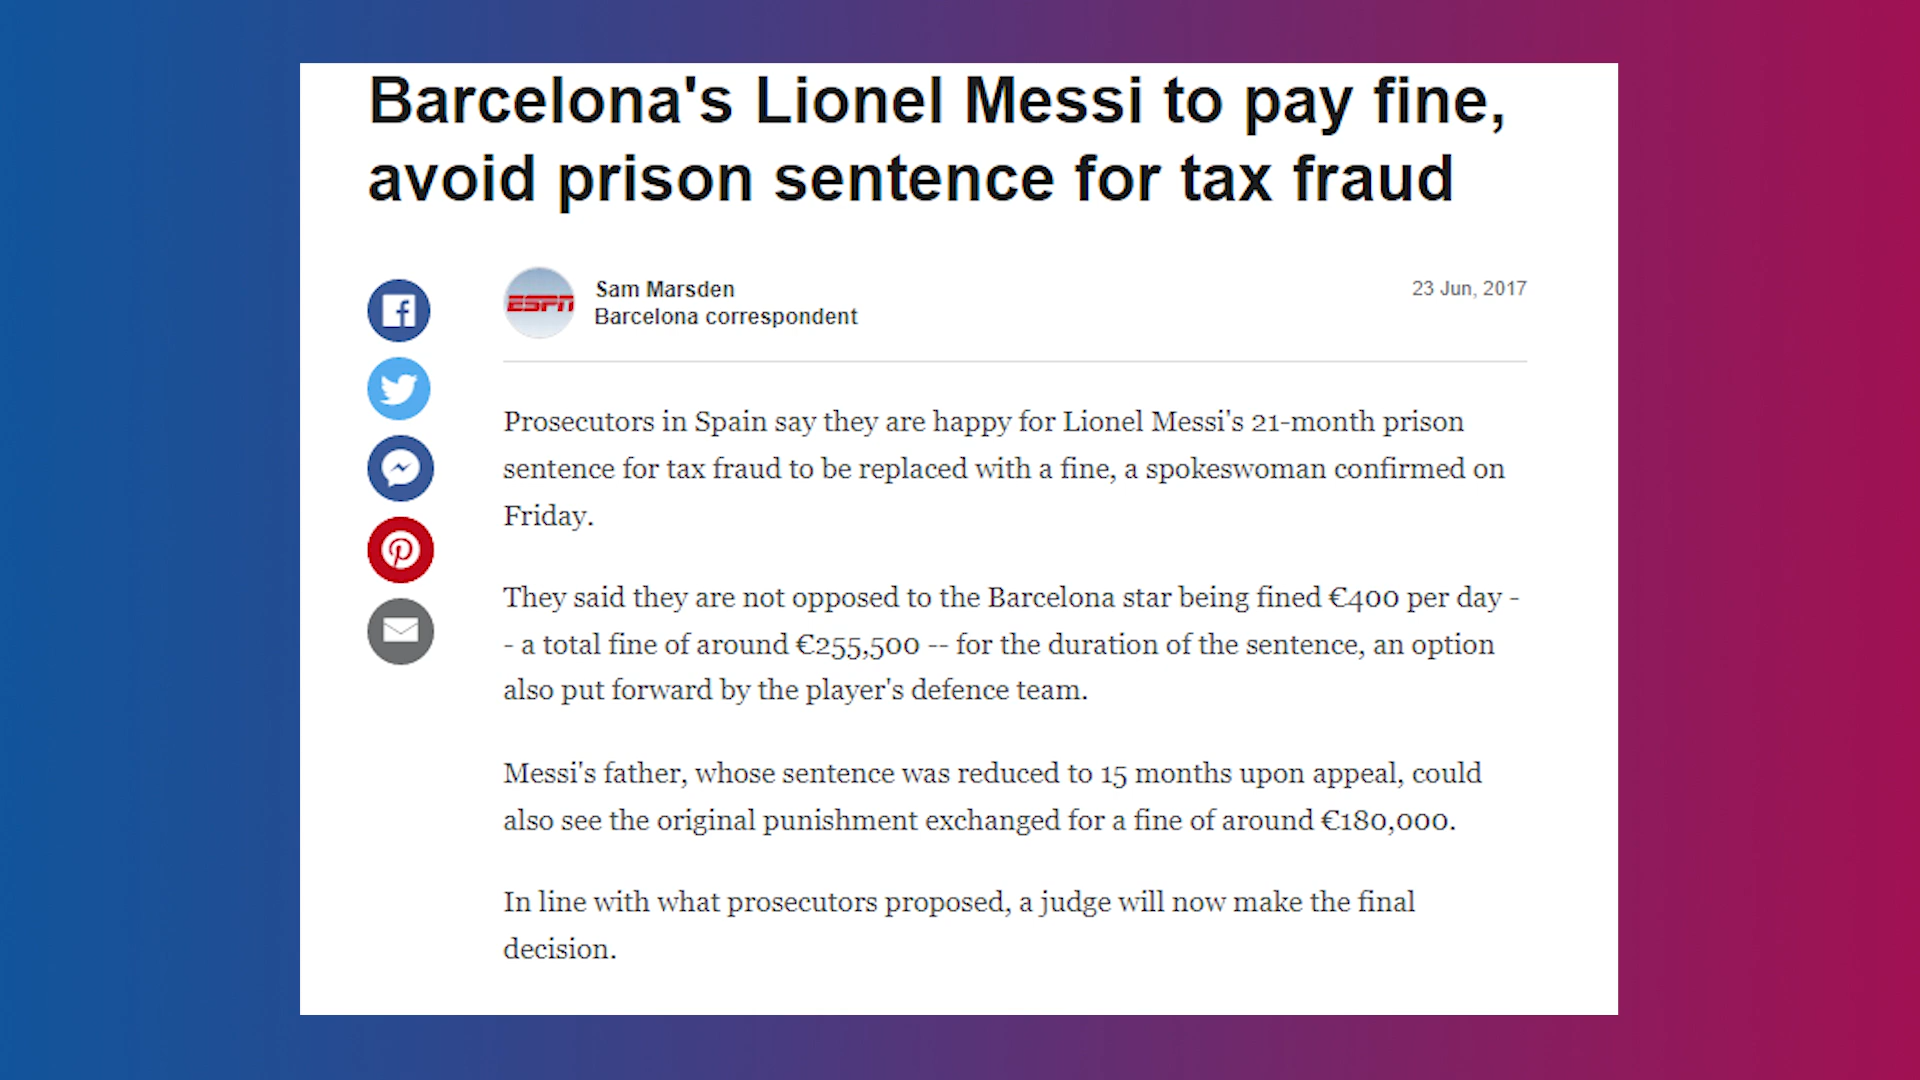 Barcelona's Lionel Messi to pay fine,
avoid prison sentence for tax fraud
ESPN
Sam Marsden
23 Jun, 2017
Barcelona correspondent
Prosecutors in Spain say they are happy for Lionel Messi's 21-month prison
sentence for tax fraud to be replaced with a fine, a spokeswoman confirmed on
Friday.
They said they are not opposed to the Barcelona star being fined €400 per day -
- a total fine of around €255,500 -- for the duration of the sentence, an option
also put forward by the player's defence team.
Messi's father, whose sentence was reduced to 15 months upon appeal, could
also see the original punishment exchanged for a fine of around €180,000.
In line with what prosecutors proposed, a judge will now make the final
decision.